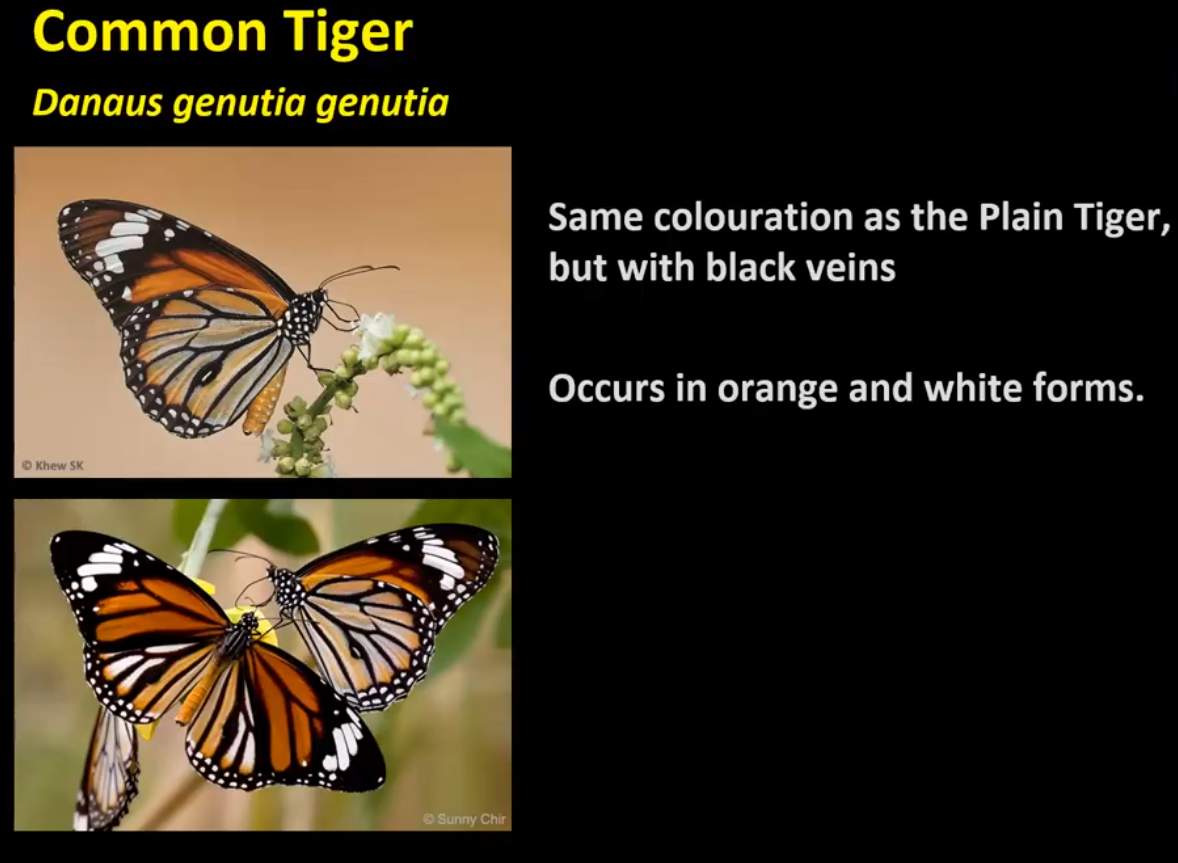 Common Tiger
Danaus genutia genutia
Same colouration as the Plain Tiger,
but with black veins
Occurs in orange and white forms.
© Khew SK
© Sunny Chir